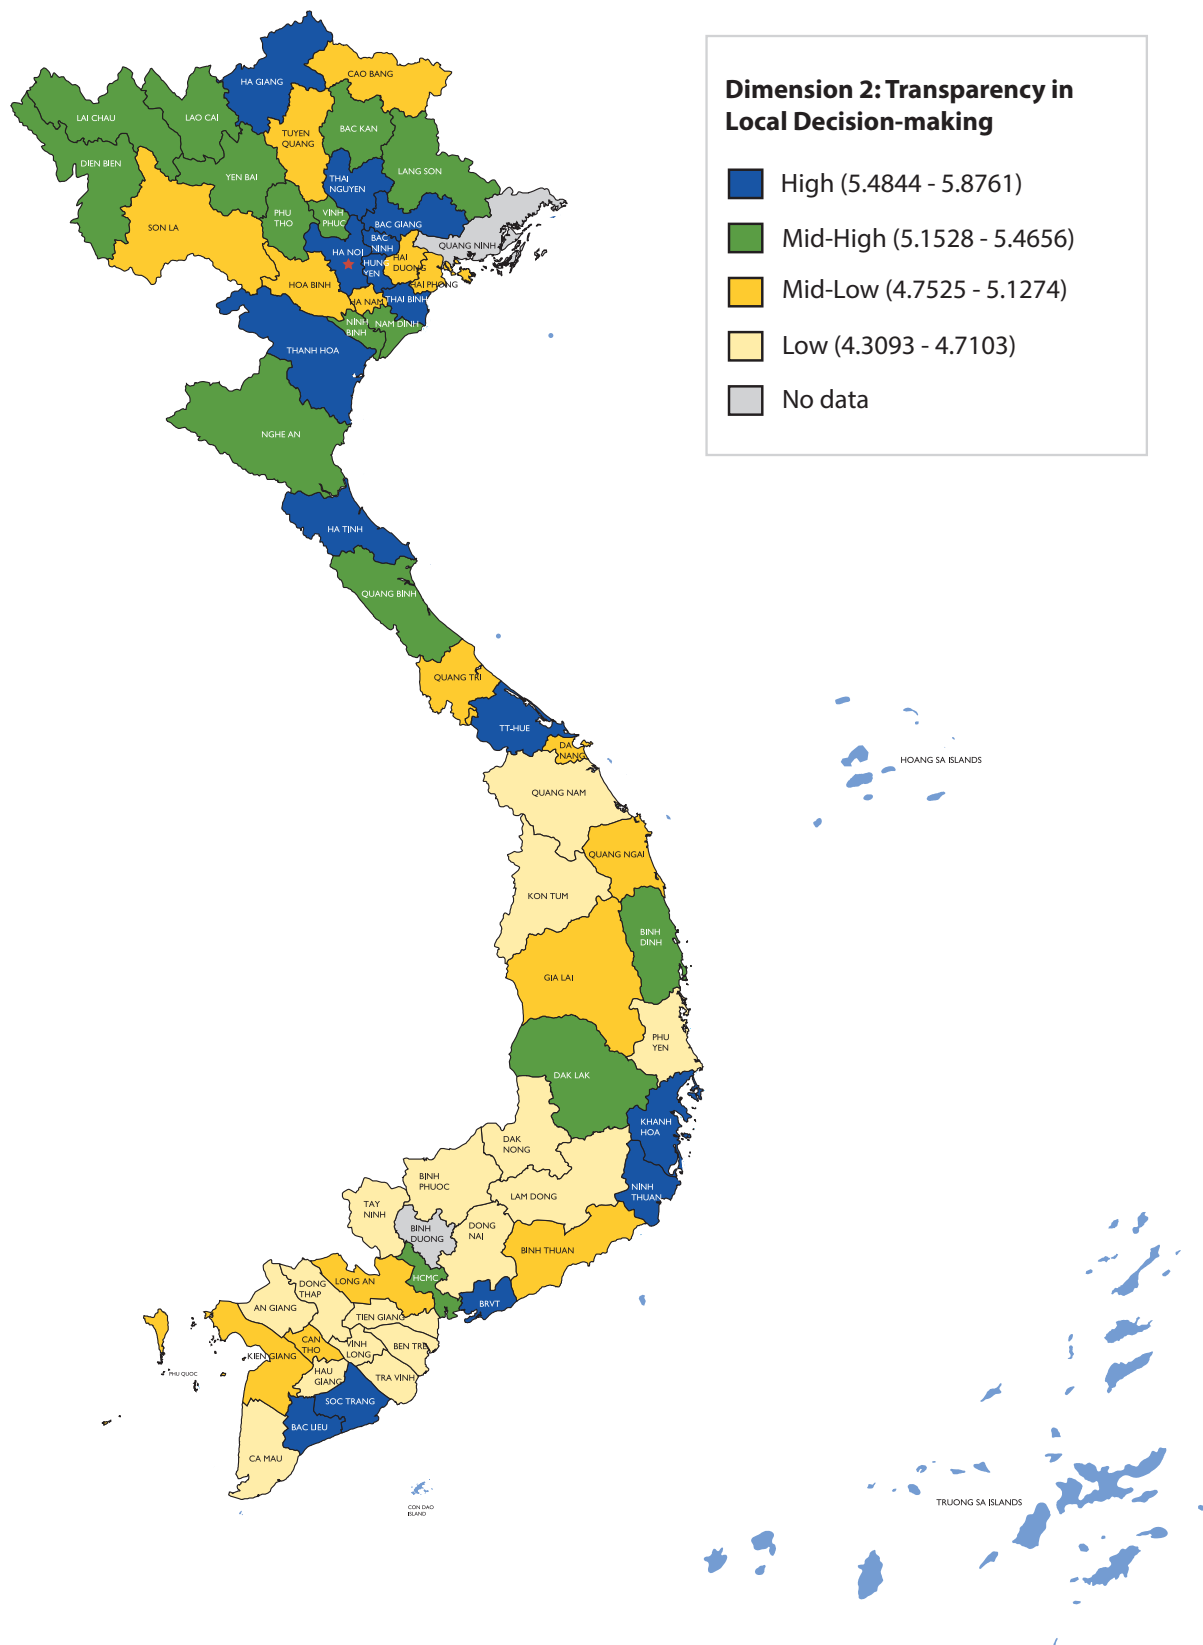 Dimension 2: Transparency in
Local Decision-making
High (5.4844 - 5.8761)
Mid-High (5.1528 - 5.4656)
Mid-Low (4.7525 - 5.1274)
Low (4.3093 - 4.7103)
No data
HA GIANG
CAO BANG
LAI CHAU
LAO CAI
TUYEN
QUANG
BAC KAN
DIEN BIEN
YEN BAI
THAI
NGUYEN
LANG SON
SON LA
PHU
THO
VINH
PHUC
BAC GIANG
HA NOI
BAC
NINH
QUANG NINH
HUNG
YEN
HAI
DUONG
HAI PHONG
HOA BINH
HA NAM
THAI BINH
NINH
BINH
NAM DINH
THANH HOA
NGHE AN
HA TINH
QUANG BINH
QUANG TRI
TT-HUE
DA
NANG
HOANG SA ISLANDS
QUANG NAM
QUANG NGAI
KON TUM
BINH
DINH
GIA LAI
PHU
YEN
DAK LAK
KHANH
HOA
DAK
NONG
BINH
PHUOC
LAM DONG
NINH
THUAN
TAY
NINH
BINH
DUONG
DONG
NAI
BINH THUAN
HCMC
LONG AN
DONG
THAP
BRVT
AN GIANG
TIEN GIANG
CAN
THO
VINH
LONG
BEN TRE
KIEN GIANG
HAU
GIANG
TRA VINH
PHU QUOC
SOC TRANG
BAC LIEU
CA MAU
CON DAO
ISLAND
TRUONG SA ISLANDS